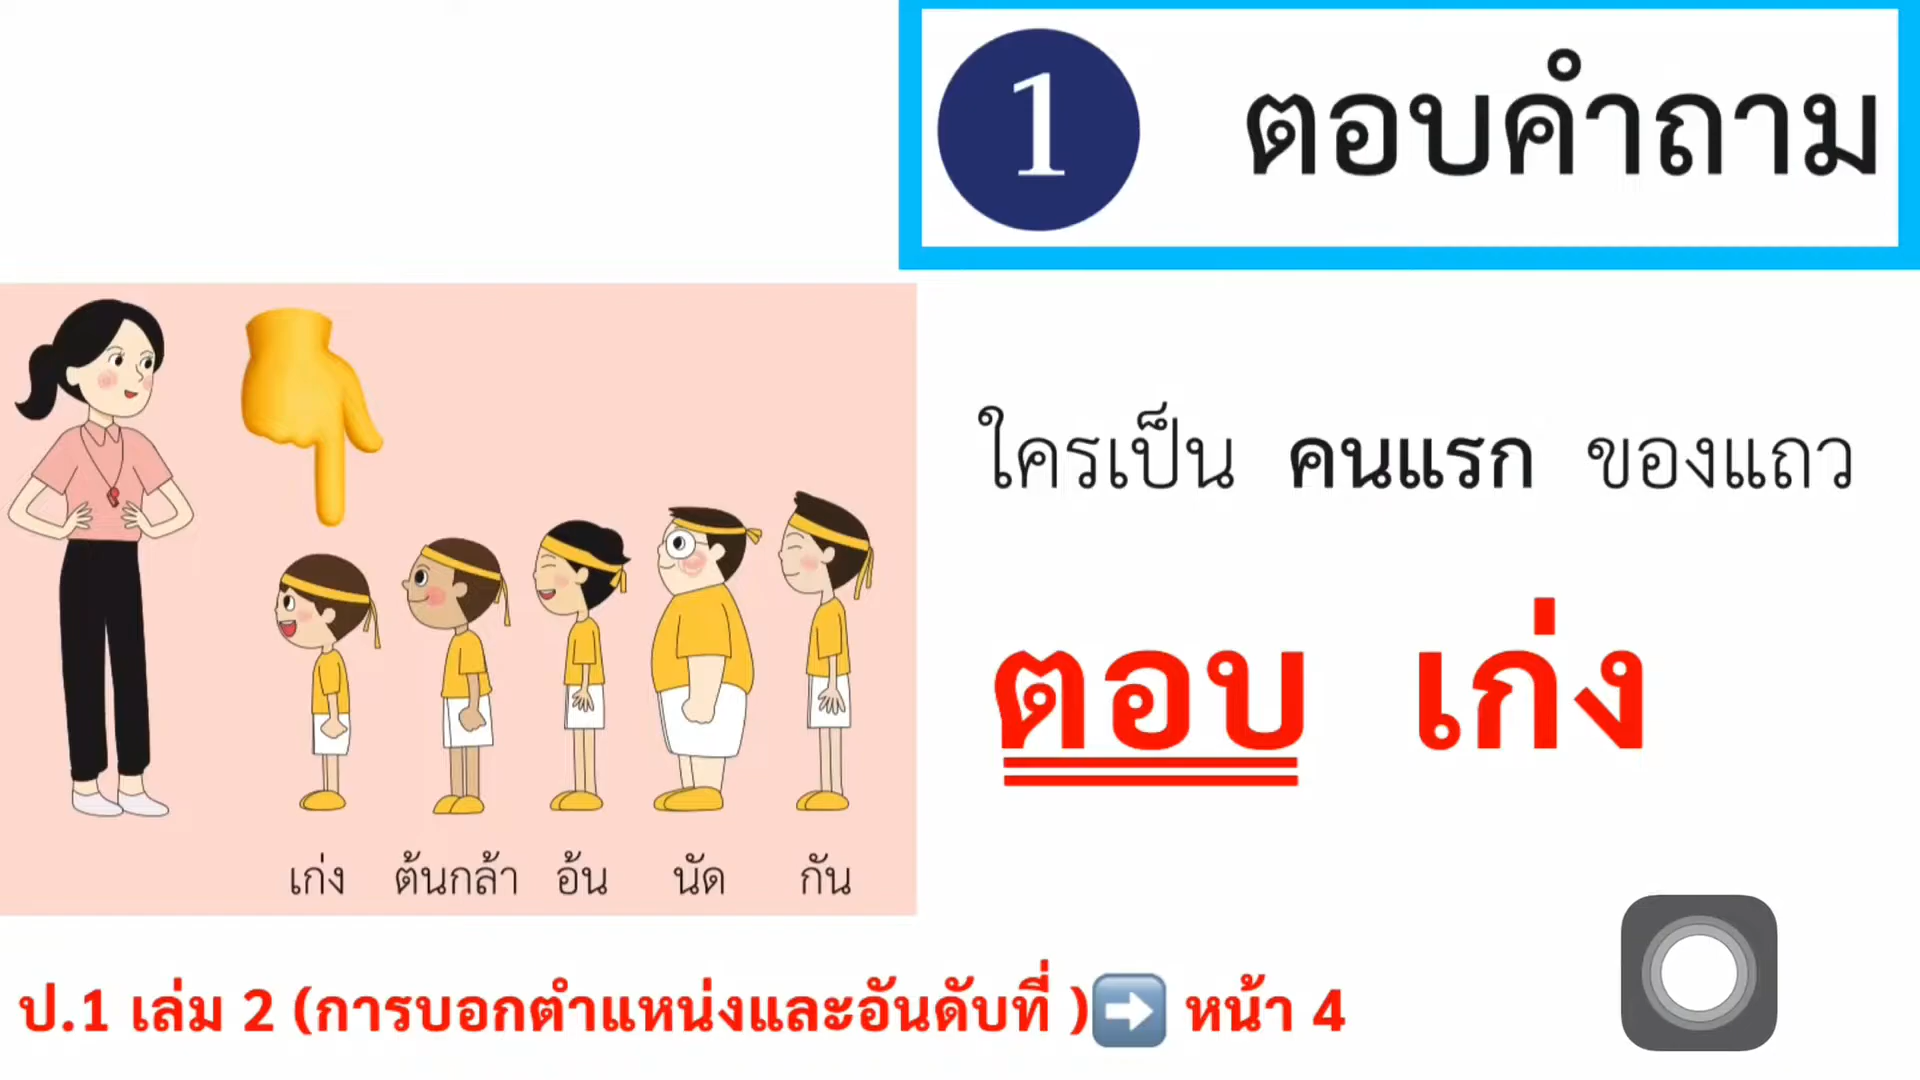 1 ตอบคำถาม
ใครเป็น คนแรก ของแถว
ตอบ เก่ง
เก่ง ต้นกล้า อ้น นัด กัน
ป.1 เล่ม 2 (การบอกตำแหน่งและอันดับที่ )➡️ หน้า 4